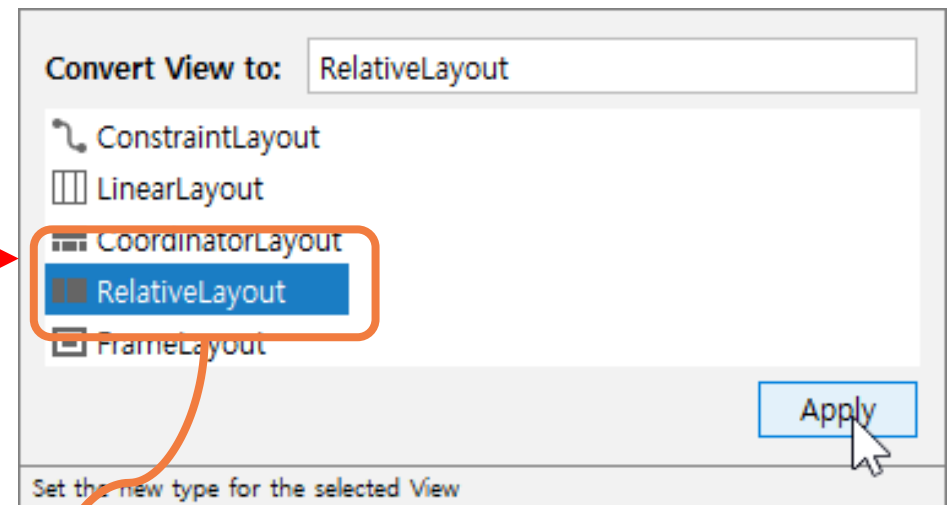 Convert View to: RelativeLayout
ConstraintLayout
LinearLayout
CoordinatorLayout
RelativeLayout
FrameLayout
Apply
Set the new type for the selected View